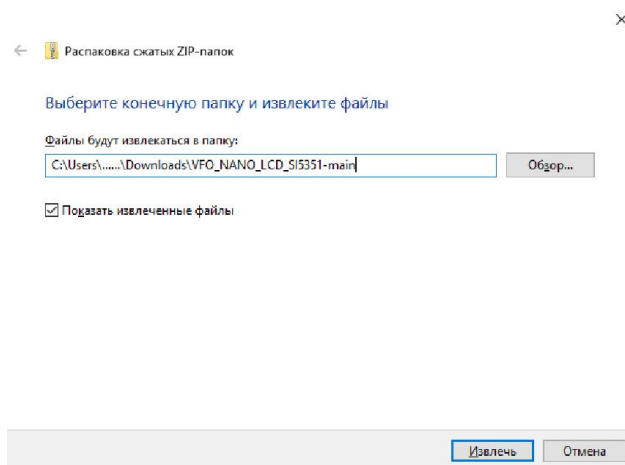 Распаковка сжатых ZIP-папок
Выберите конечную папку и извлеките файлы
Файлы будут извлекаться в папку:
C:\Users\......\Downloads\VFO_NANO_LCD_SI5351-main
Обзор...
Показать извлеченные файлы
Извлечь
Отмена